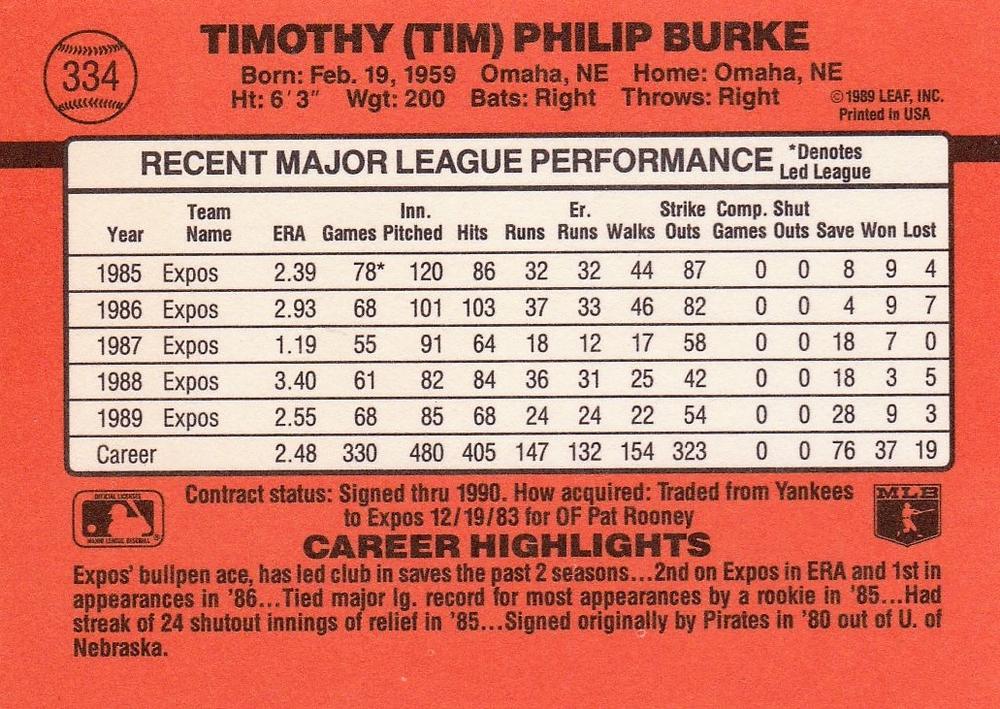 334
TIMOTHY (TIM) PHILIP BURKE
Born: Feb. 19, 1959 Omaha, NE Home: Omaha, NE
Ht: 6'3" Wgt: 200 Bats: Right Throws: Right
©1989 LEAF, INC.
Printed in USA
RECENT MAJOR LEAGUE PERFORMANCE *Denotes Led League
Year Team Name ERA Games Inn. Pitched Hits Runs Er. Runs Walks Strike Outs Comp. Games Shut Outs Save Won Lost
1985 Expos 2.39 78* 120 86 32 32 44 87 0 0 8 9 4
1986 Expos 2.93 68 101 103 37 33 46 82 0 0 4 9 7
1987 Expos 1.19 55 91 64 18 12 17 58 0 0 18 7 0
1988 Expos 3.40 61 82 84 36 31 25 42 0 0 18 3 5
1989 Expos 2.55 68 85 68 24 24 22 54 0 0 28 9 3
Career 2.48 330 480 405 147 132 154 323 0 0 76 37 19
OFFICIAL LICENSEE
MAJOR LEAGUE BASEBALL®
Contract status: Signed thru 1990. How acquired: Traded from Yankees
to Expos 12/19/83 for OF Pat Rooney
MLB
CAREER HIGHLIGHTS
Expos' bullpen ace, has led club in saves the past 2 seasons...2nd on Expos in ERA and 1st in
appearances in '86...Tied major lg. record for most appearances by a rookie in '85...Had
streak of 24 shutout innings of relief in '85...Signed originally by Pirates in '80 out of U. of
Nebraska.